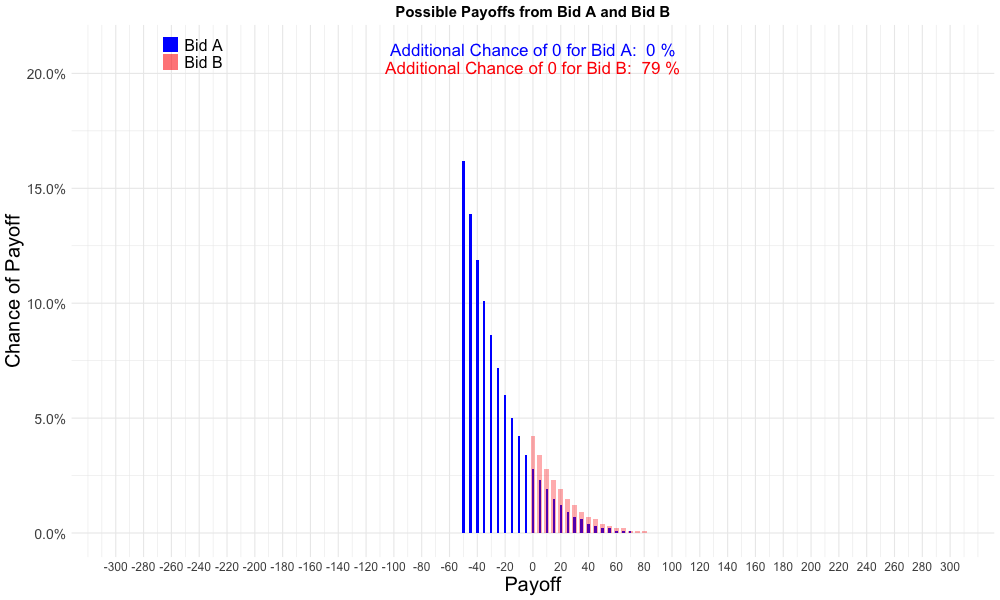 Possible Payoffs from Bid A and Bid B
Bid A
Bid B
Additional Chance of 0 for Bid A:  0 %
Additional Chance of 0 for Bid B:  79 %
Chance of Payoff
20.0%
15.0%
10.0%
5.0%
0.0%
-300 -280 -260 -240 -220 -200 -180 -160 -140 -120 -100 -80 -60 -40 -20 0 20 40 60 80 100 120 140 160 180 200 220 240 260 280 300
Payoff